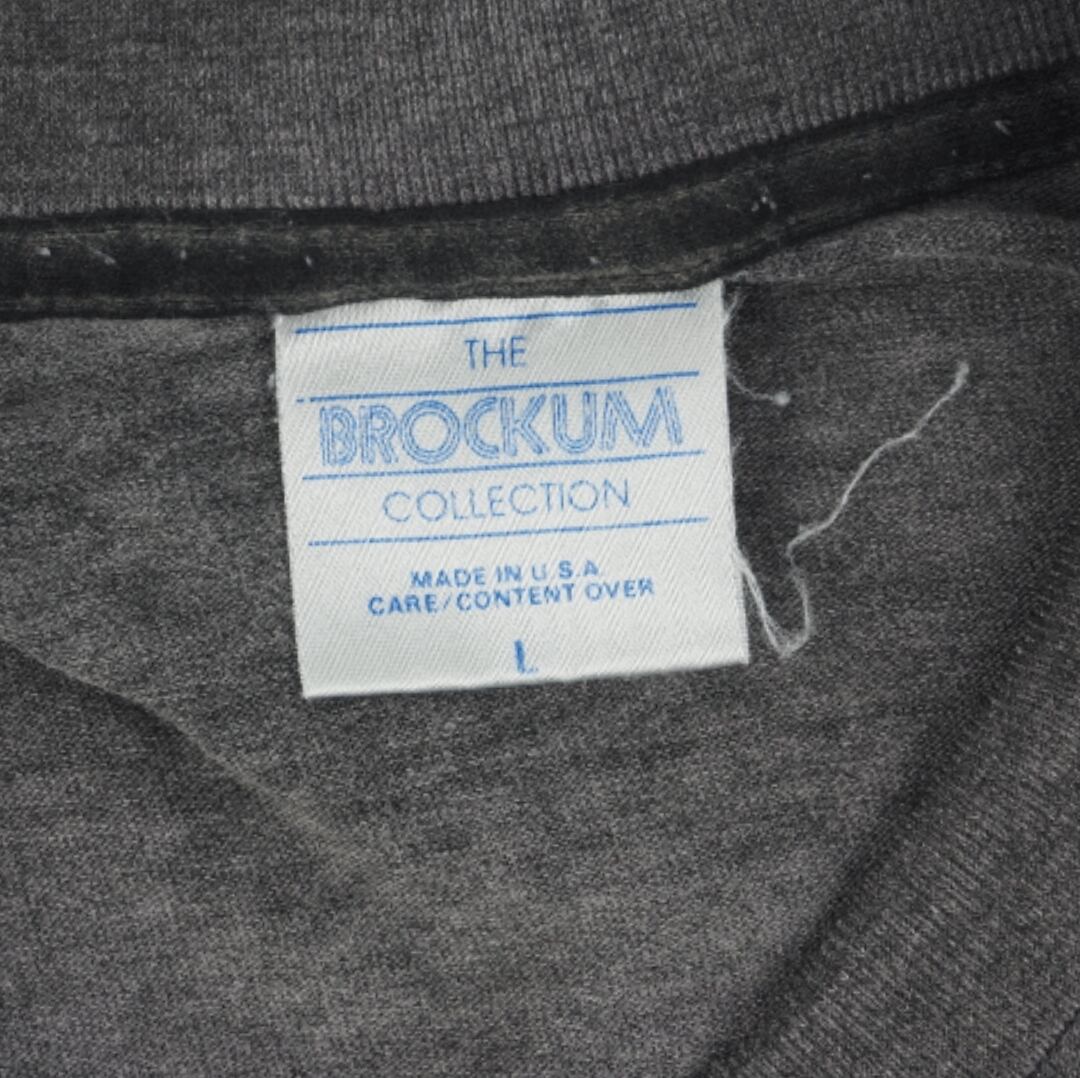 THE
BROCKUM
COLLECTION
MADE IN U.S.A.
CARE/CONTENT OVER
L